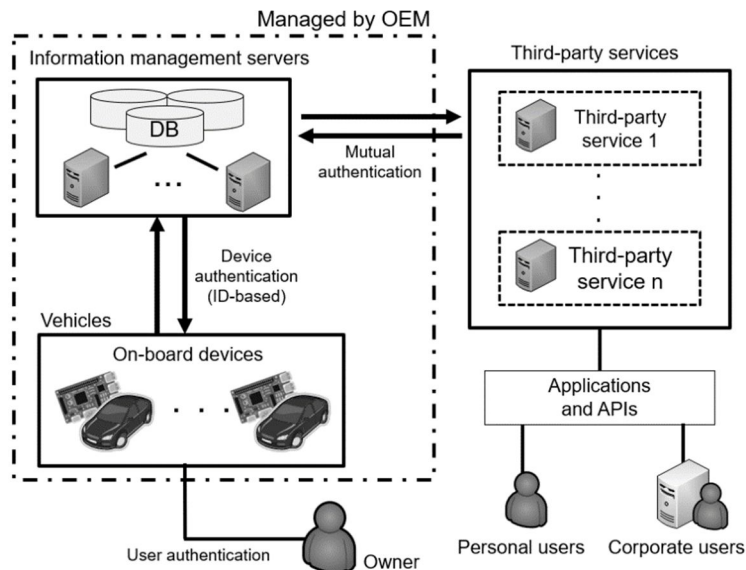 Managed by OEM
Information management servers
DB
...
Mutual
authentication
Device
authentication
(ID-based)
Vehicles
On-board devices
. . .
User authentication
Owner
Third-party services
Third-party
service 1
Third-party
service n
Applications
and APIs
Personal users
Corporate users